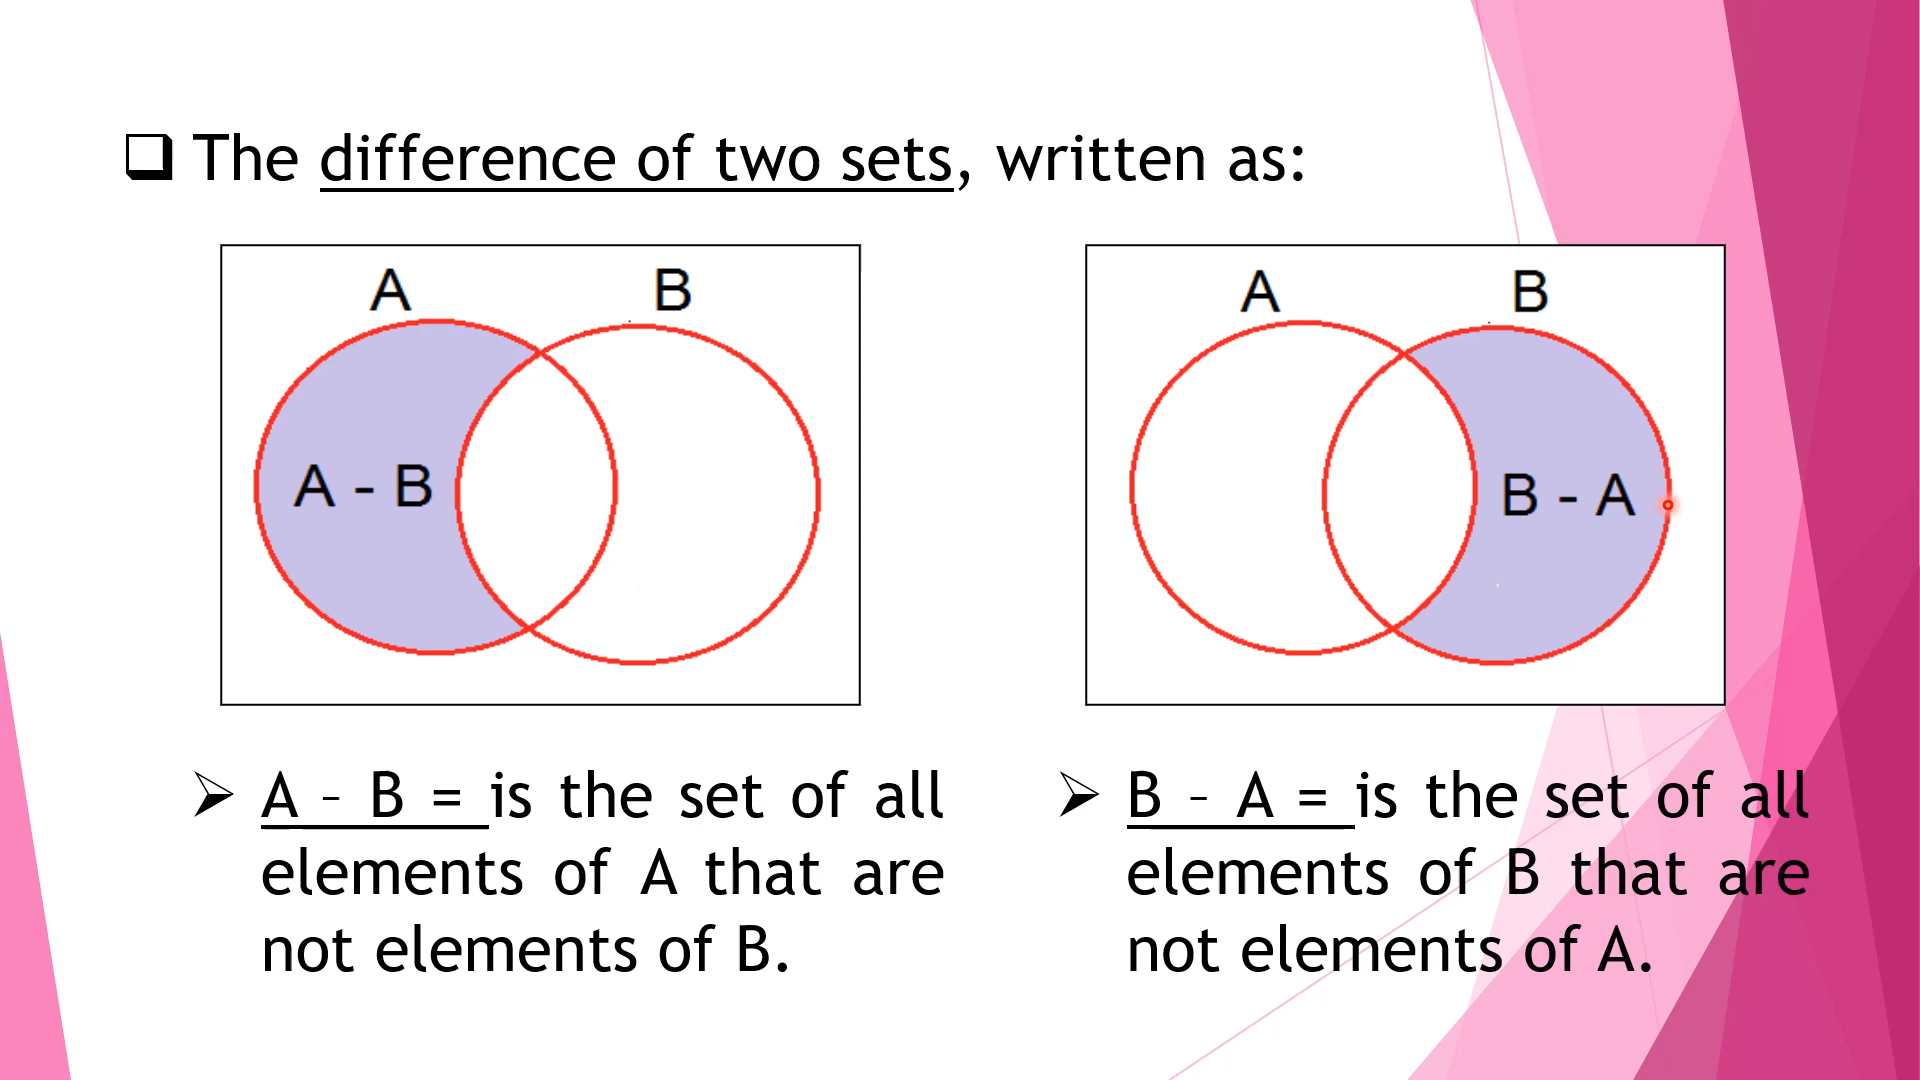 The difference of two sets, written as:
A
B
A - B
A
B
B - A
A – B = is the set of all
elements of A that are
not elements of B.
B – A = is the set of all
elements of B that are
not elements of A.